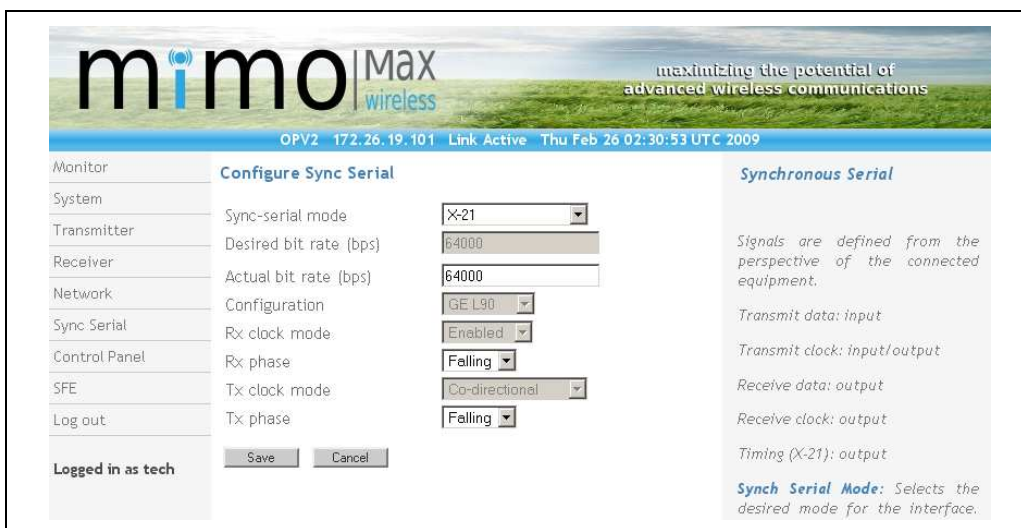 mimo Max wireless
maximizing the potential of
advanced wireless communications
OPV2 172.26.19.101 Link Active Thu Feb 26 02:30:53 UTC 2009
Monitor
System
Transmitter
Receiver
Network
Sync Serial
Control Panel
SFE
Log out
Logged in as tech
Configure Sync Serial
Sync-serial mode X-21
Desired bit rate (bps) 64000
Actual bit rate (bps) 64000
Configuration GE L90
Rx clock mode Enabled
Rx phase Falling
Tx clock mode Co-directional
Tx phase Falling
Save Cancel
Synchronous Serial
Signals are defined from the
perspective of the connected
equipment.
Transmit data: input
Transmit clock: input/output
Receive data: output
Receive clock: output
Timing (X-21): output
Synch Serial Mode: Selects the
desired mode for the interface.